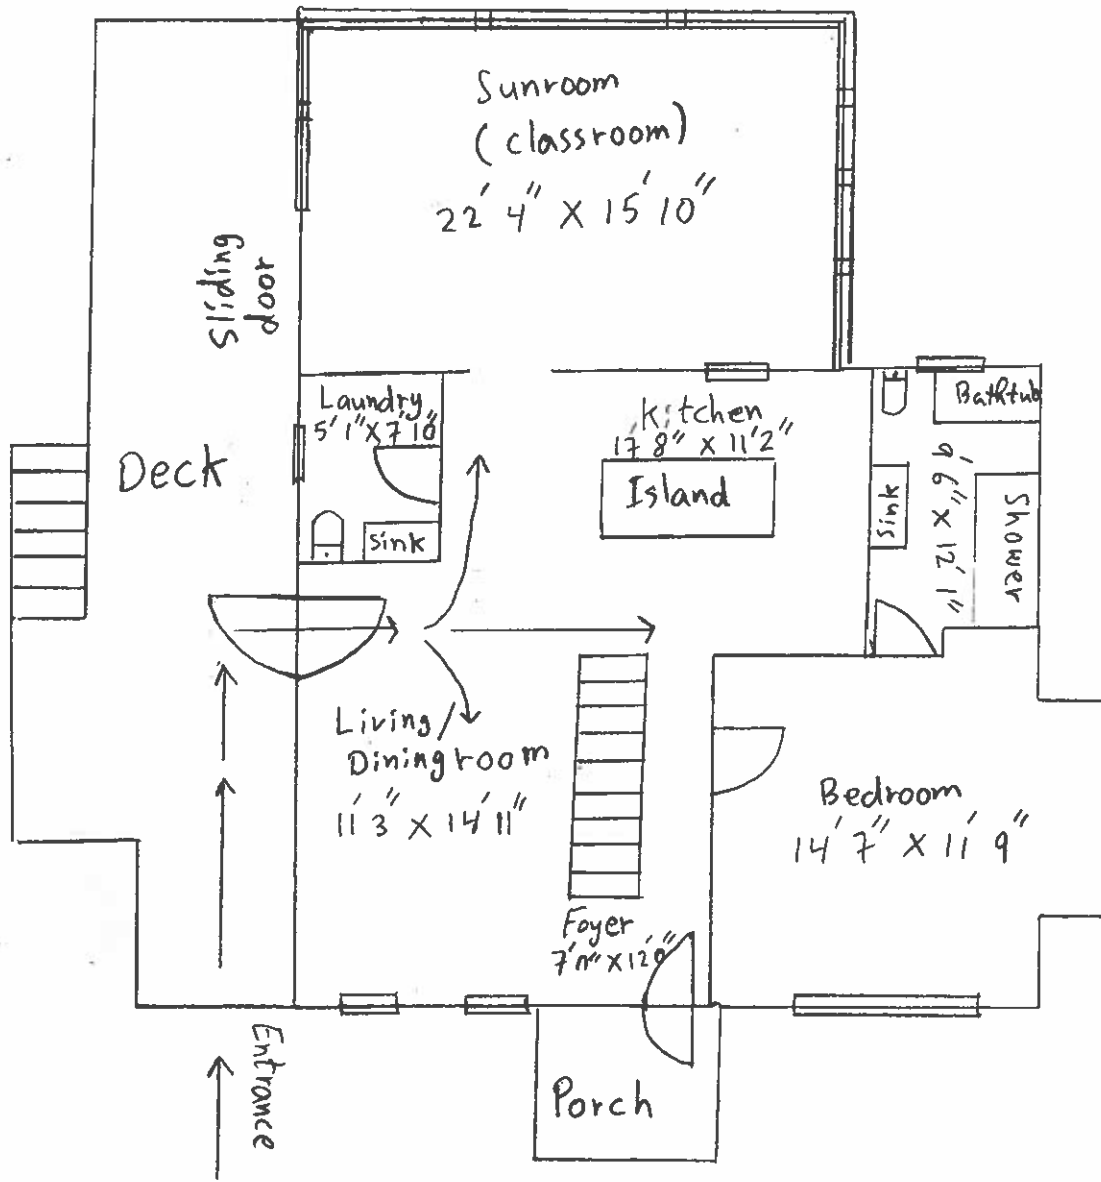 Sunroom
(classroom)
22' 4" X 15' 10"
Sliding
door
Laundry
5' 1" X 7' 10"
Kitchen
17' 8" X 11' 2"
Bathtub
Deck
Island
Sink
9' 6" X 12' 1"
Shower
Sink
Living/
Diningroom
11' 3" X 14' 11"
Bedroom
14' 7" X 11' 9"
Foyer
Entrance
Porch